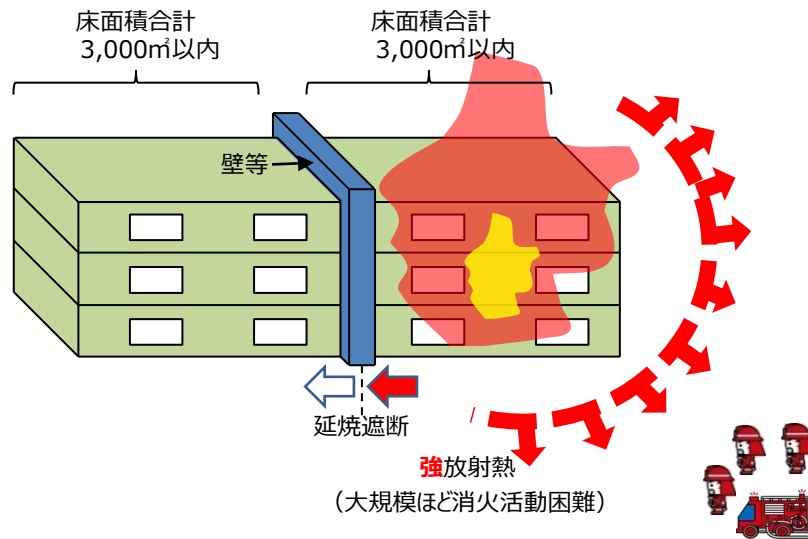 床面積合計
3,000㎡以内
床面積合計
3,000㎡以内
壁等
延焼遮断
強放射熱
（大規模ほど消火活動困難）